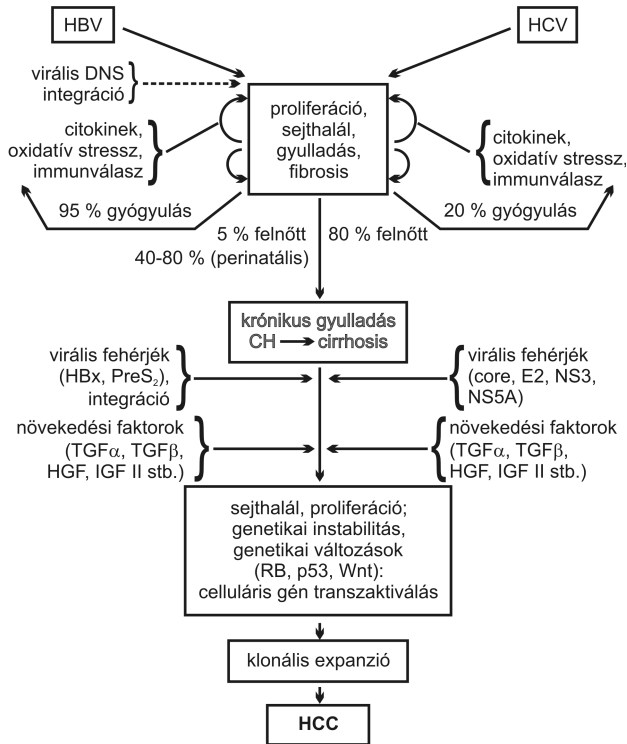 HBV
HCV
virális DNS
integráció
proliferáció,
sejthalál,
gyulladás,
fibrosis
citokinek,
oxidatív stressz,
immunválasz
citokinek,
oxidatív stressz,
immunválasz
95 % gyógyulás
20 % gyógyulás
5 % felnőtt
40-80 % (perinatális)
80 % felnőtt
krónikus gyulladás
CH cirrhosis
virális fehérjék
(HBx, PreS₂),
integráció
virális fehérjék
(core, E2, NS3,
NS5A)
növekedési faktorok
(TGFα, TGFβ,
HGF, IGF II stb.)
növekedési faktorok
(TGFα, TGFβ,
HGF, IGF II stb.)
sejthalál, proliferáció;
genetikai instabilitás,
genetikai változások
(RB, p53, Wnt):
celluláris gén transzaktiválás
klonális expanzió
HCC